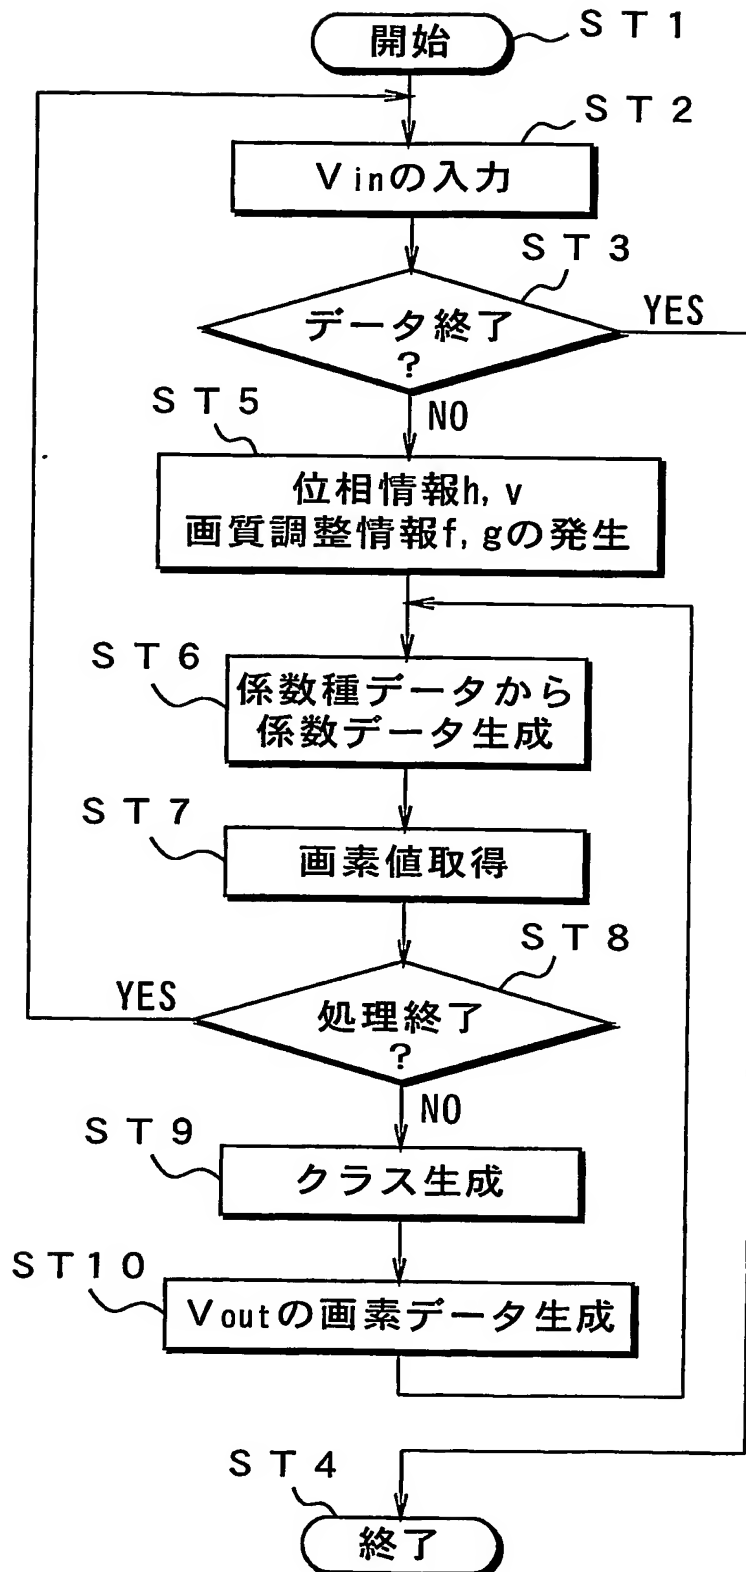 開始
ST1
ST2
Vinの入力
ST3
データ終了
?
YES
NO
ST5
位相情報h, v
画質調整情報f, gの発生
ST6
係数種データから
係数データ生成
ST7
画素値取得
ST8
処理終了
?
YES
NO
ST9
クラス生成
ST10
Voutの画素データ生成
ST4
終了